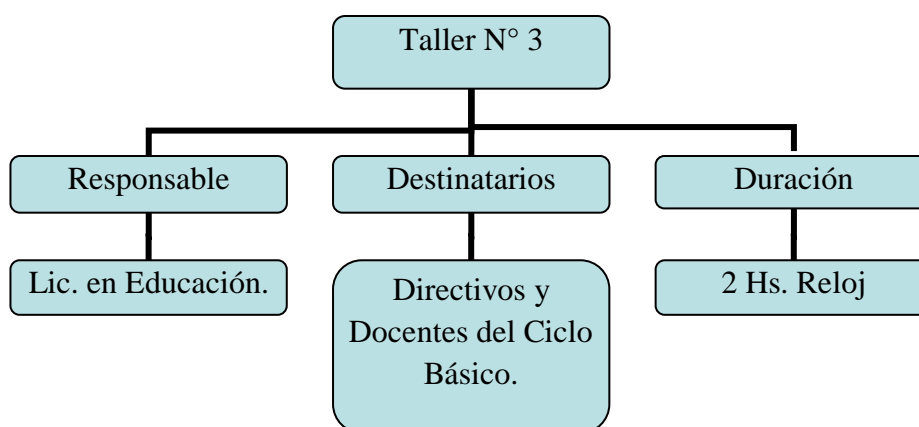 Taller N° 3
Responsable
Destinatarios
Duración
Lic. en Educación.
Directivos y
Docentes del Ciclo
Básico.
2 Hs. Reloj